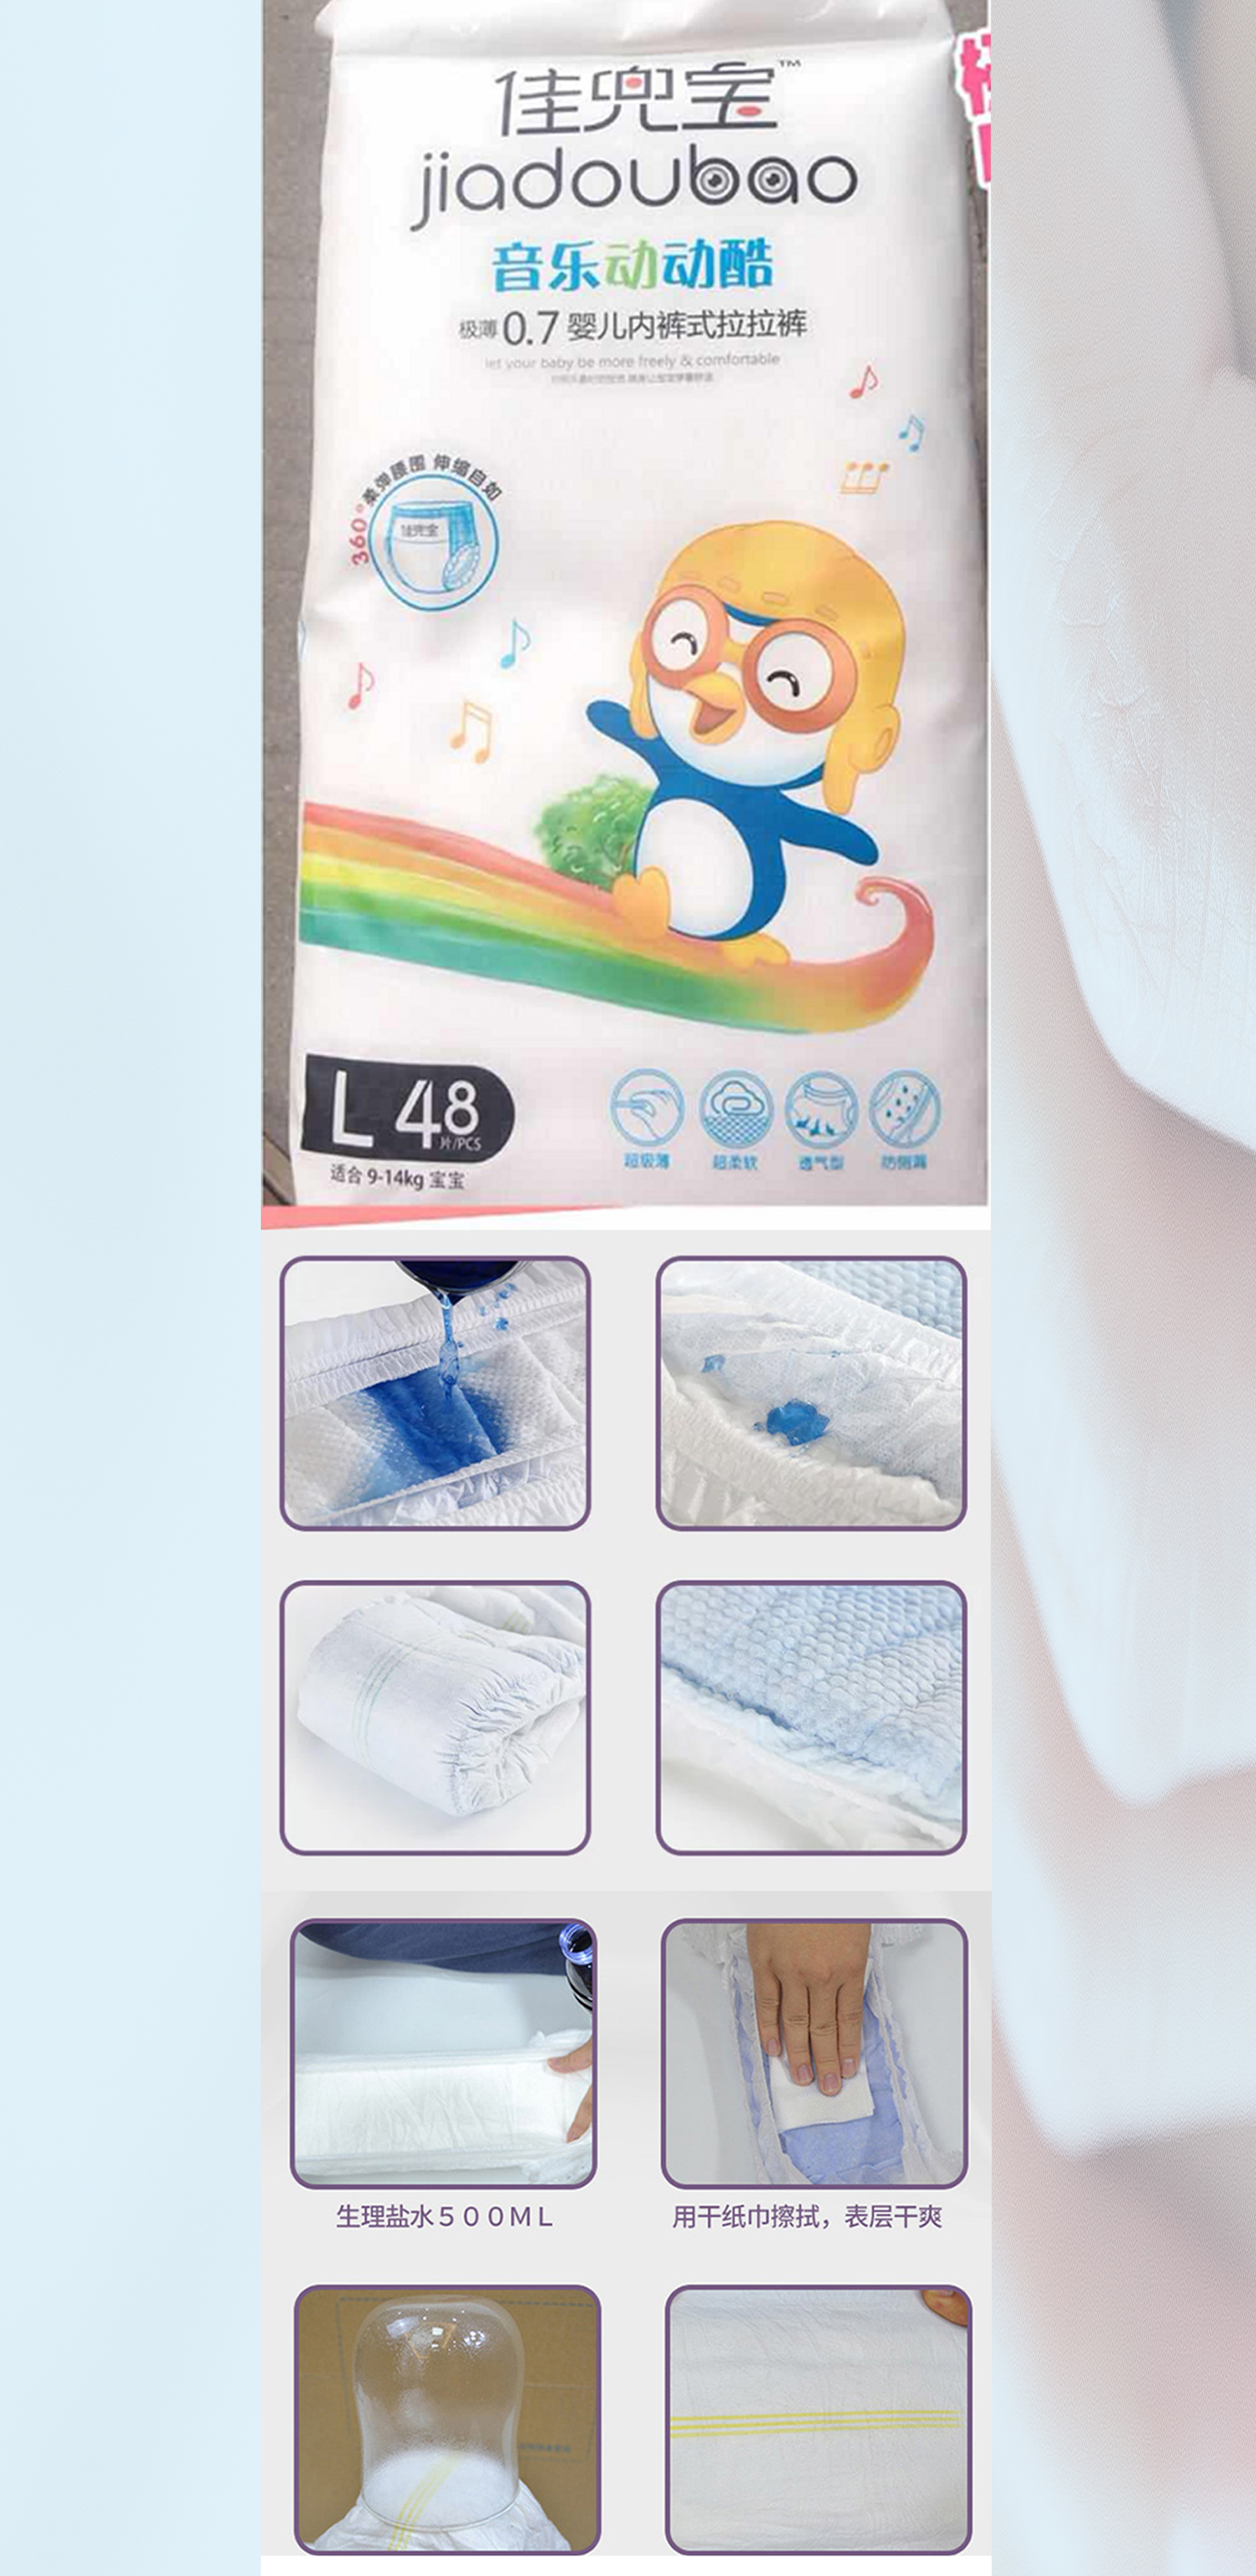 佳兜宝™
jiadoubao
音乐动动酷
极薄0.7婴儿内裤式拉拉裤
let your baby be more freely & comfortable
360°柔弹腰围 伸缩自如
佳兜宝
L 48
片/PCS
适合 9-14kg 宝宝
超级薄 超柔软 透气型 防侧漏
生理盐水500ML
用干纸巾擦拭，表层干爽